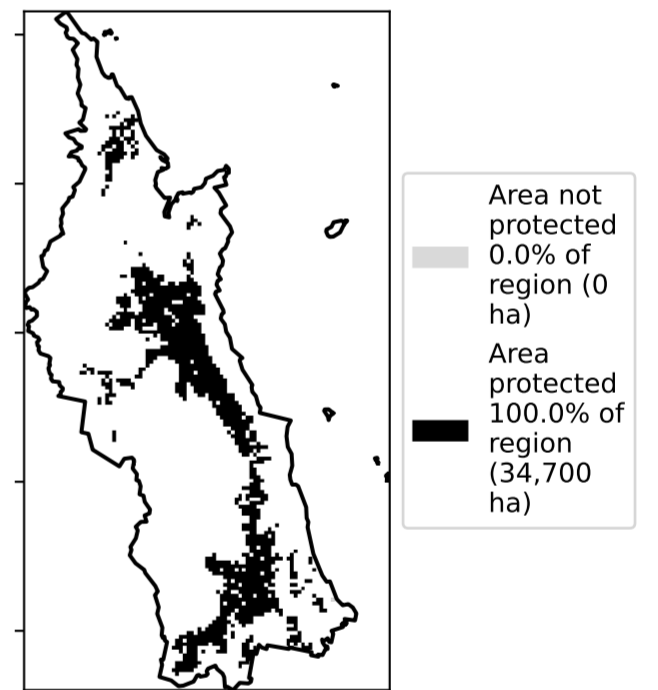 Area not
protected
0.0% of
region (0
ha)
Area
protected
100.0% of
region
(34,700
ha)